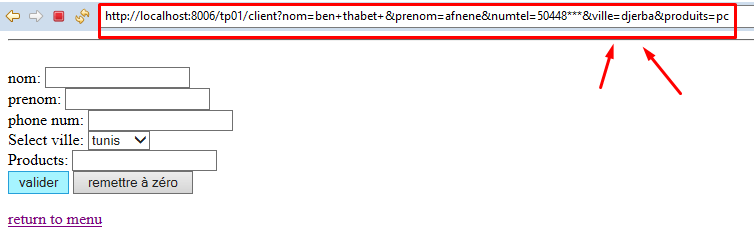 http://localhost:8006/tp01/client?nom=ben+thabet+&prenom=afnene&numtel=50448***&ville=djerba&produits=pc
nom:
prenom:
phone num:
Select ville: tunis
Products:
valider remettre à zéro
return to menu